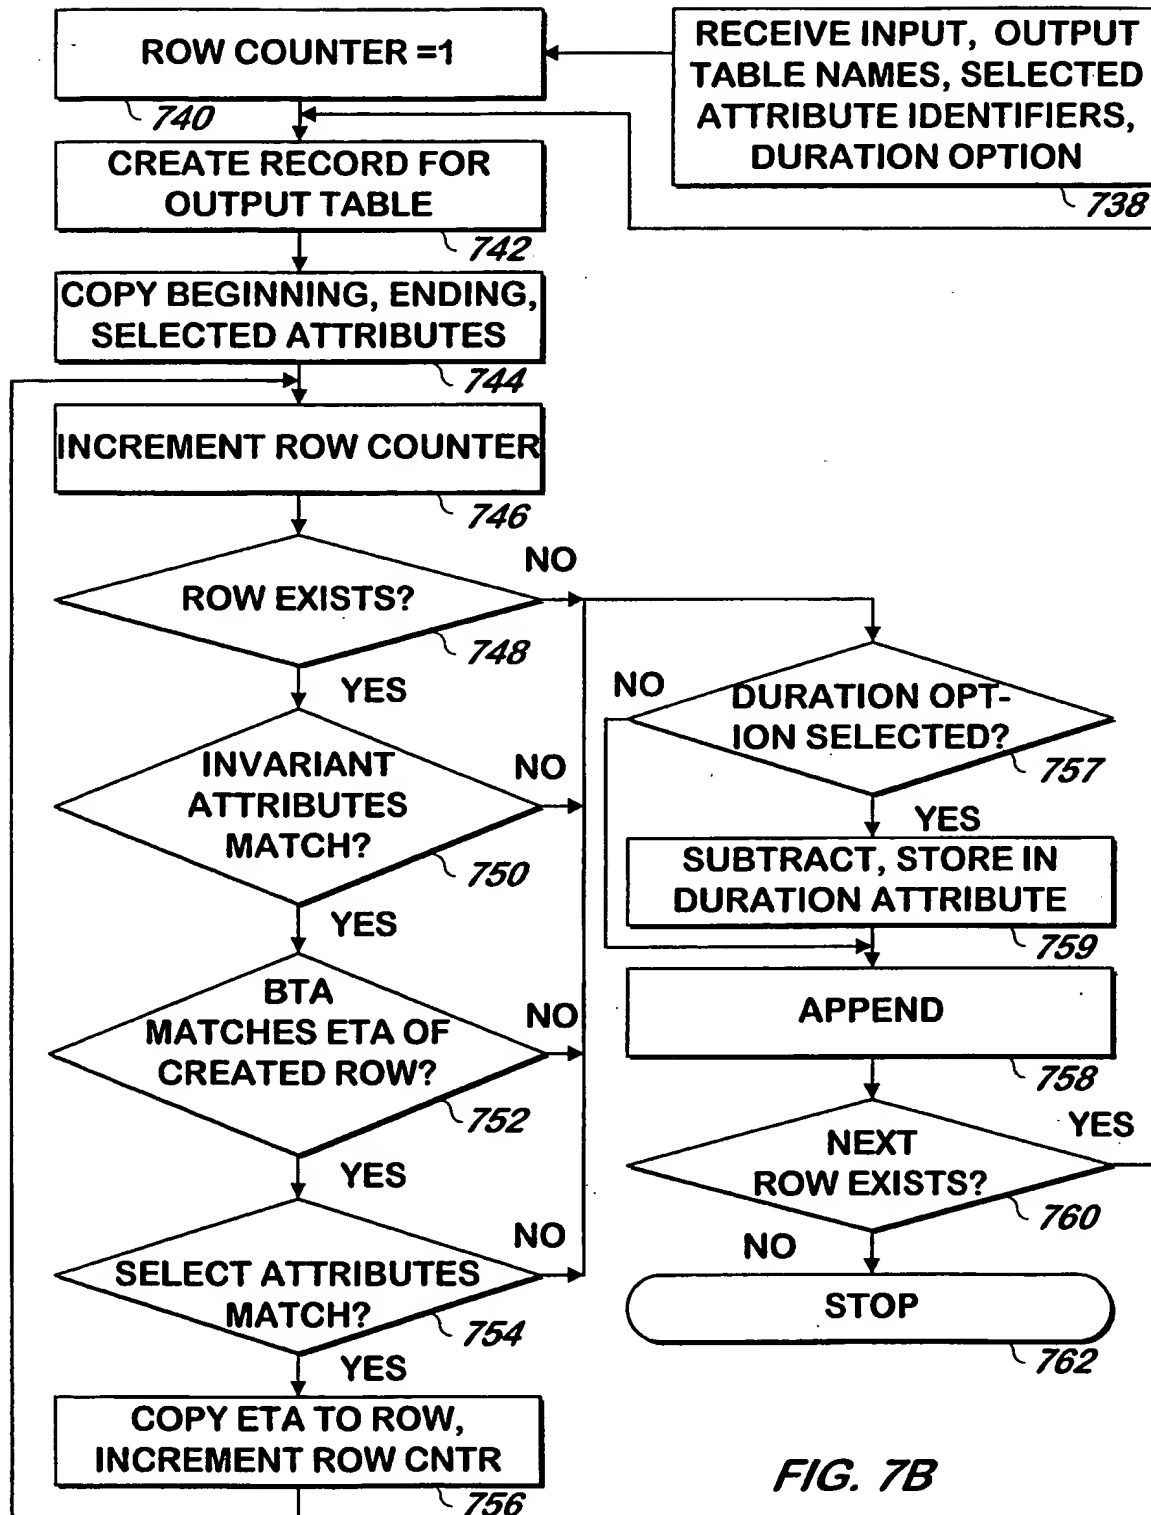 ROW COUNTER =1
740
RECEIVE INPUT, OUTPUT
TABLE NAMES, SELECTED
ATTRIBUTE IDENTIFIERS,
DURATION OPTION
738
CREATE RECORD FOR
OUTPUT TABLE
742
COPY BEGINNING, ENDING,
SELECTED ATTRIBUTES
744
INCREMENT ROW COUNTER
746
ROW EXISTS?
NO
748
YES
INVARIANT
ATTRIBUTES
MATCH?
NO
750
YES
BTA
MATCHES ETA OF
CREATED ROW?
NO
752
YES
SELECT ATTRIBUTES
MATCH?
NO
754
YES
COPY ETA TO ROW,
INCREMENT ROW CNTR
756
NO
DURATION OPT-
ION SELECTED?
757
YES
SUBTRACT, STORE IN
DURATION ATTRIBUTE
759
APPEND
758
NEXT
ROW EXISTS?
YES
760
NO
STOP
762
FIG. 7B